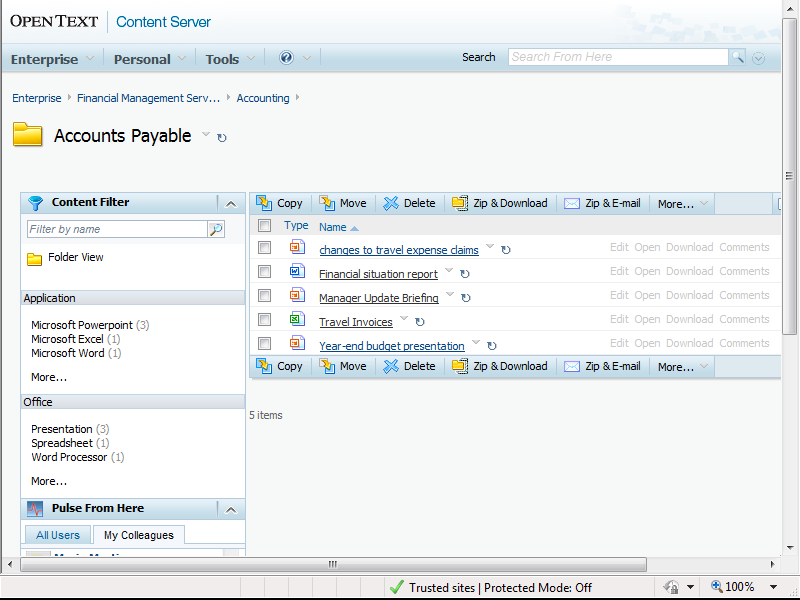 OPEN TEXT Content Server
Enterprise Personal Tools ? Search Search From Here
Enterprise Financial Management Serv... Accounting
Accounts Payable
Content Filter
Filter by name
Folder View
Application
Microsoft Powerpoint (3)
Microsoft Excel (1)
Microsoft Word (1)
More...
Office
Presentation (3)
Spreadsheet (1)
Word Processor (1)
More...
Pulse From Here
All Users My Colleagues
Copy Move Delete Zip & Download Zip & E-mail More...
Type Name
changes to travel expense claims Edit Open Download Comments
Financial situation report Edit Open Download Comments
Manager Update Briefing Edit Open Download Comments
Travel Invoices Edit Open Download Comments
Year-end budget presentation Edit Open Download Comments
Copy Move Delete Zip & Download Zip & E-mail More...
5 items
Trusted sites | Protected Mode: Off 100%